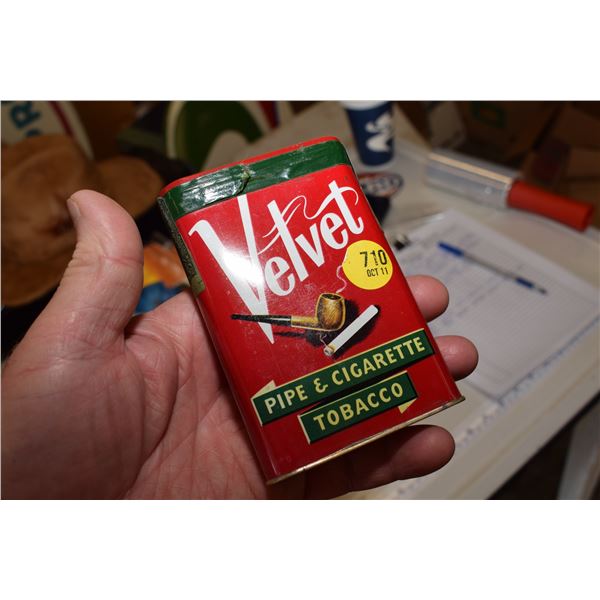 Velvet
710
OCT 11
PIPE & CIGARETTE
TOBACCO